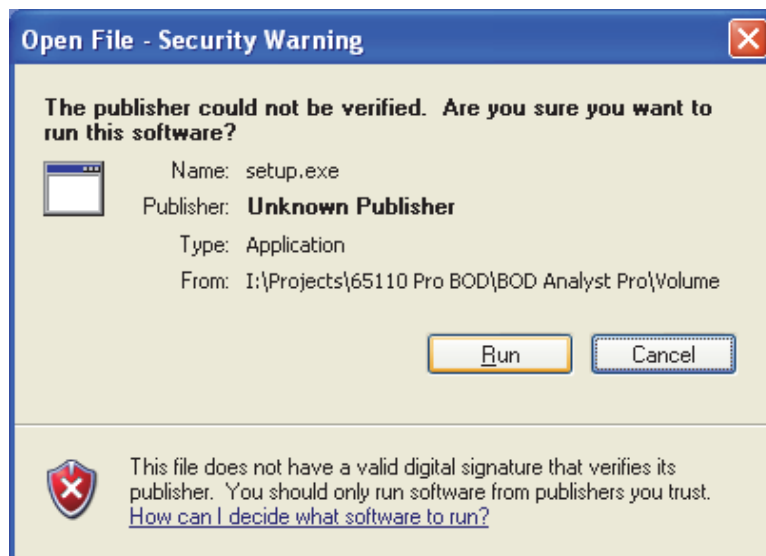 Open File - Security Warning
The publisher could not be verified.  Are you sure you want to
run this software?
Name: setup.exe
Publisher: Unknown Publisher
Type: Application
From: I:\Projects\65110 Pro BOD\BOD Analyst Pro\Volume
Run Cancel
This file does not have a valid digital signature that verifies its
publisher.  You should only run software from publishers you trust.
How can I decide what software to run?